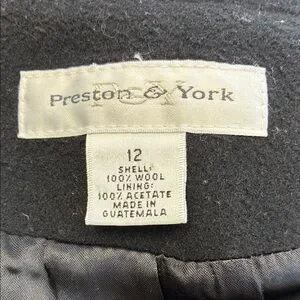 Preston & York
12
SHELL:
100% WOOL
LINING:
100% ACETATE
MADE IN
GUATEMALA